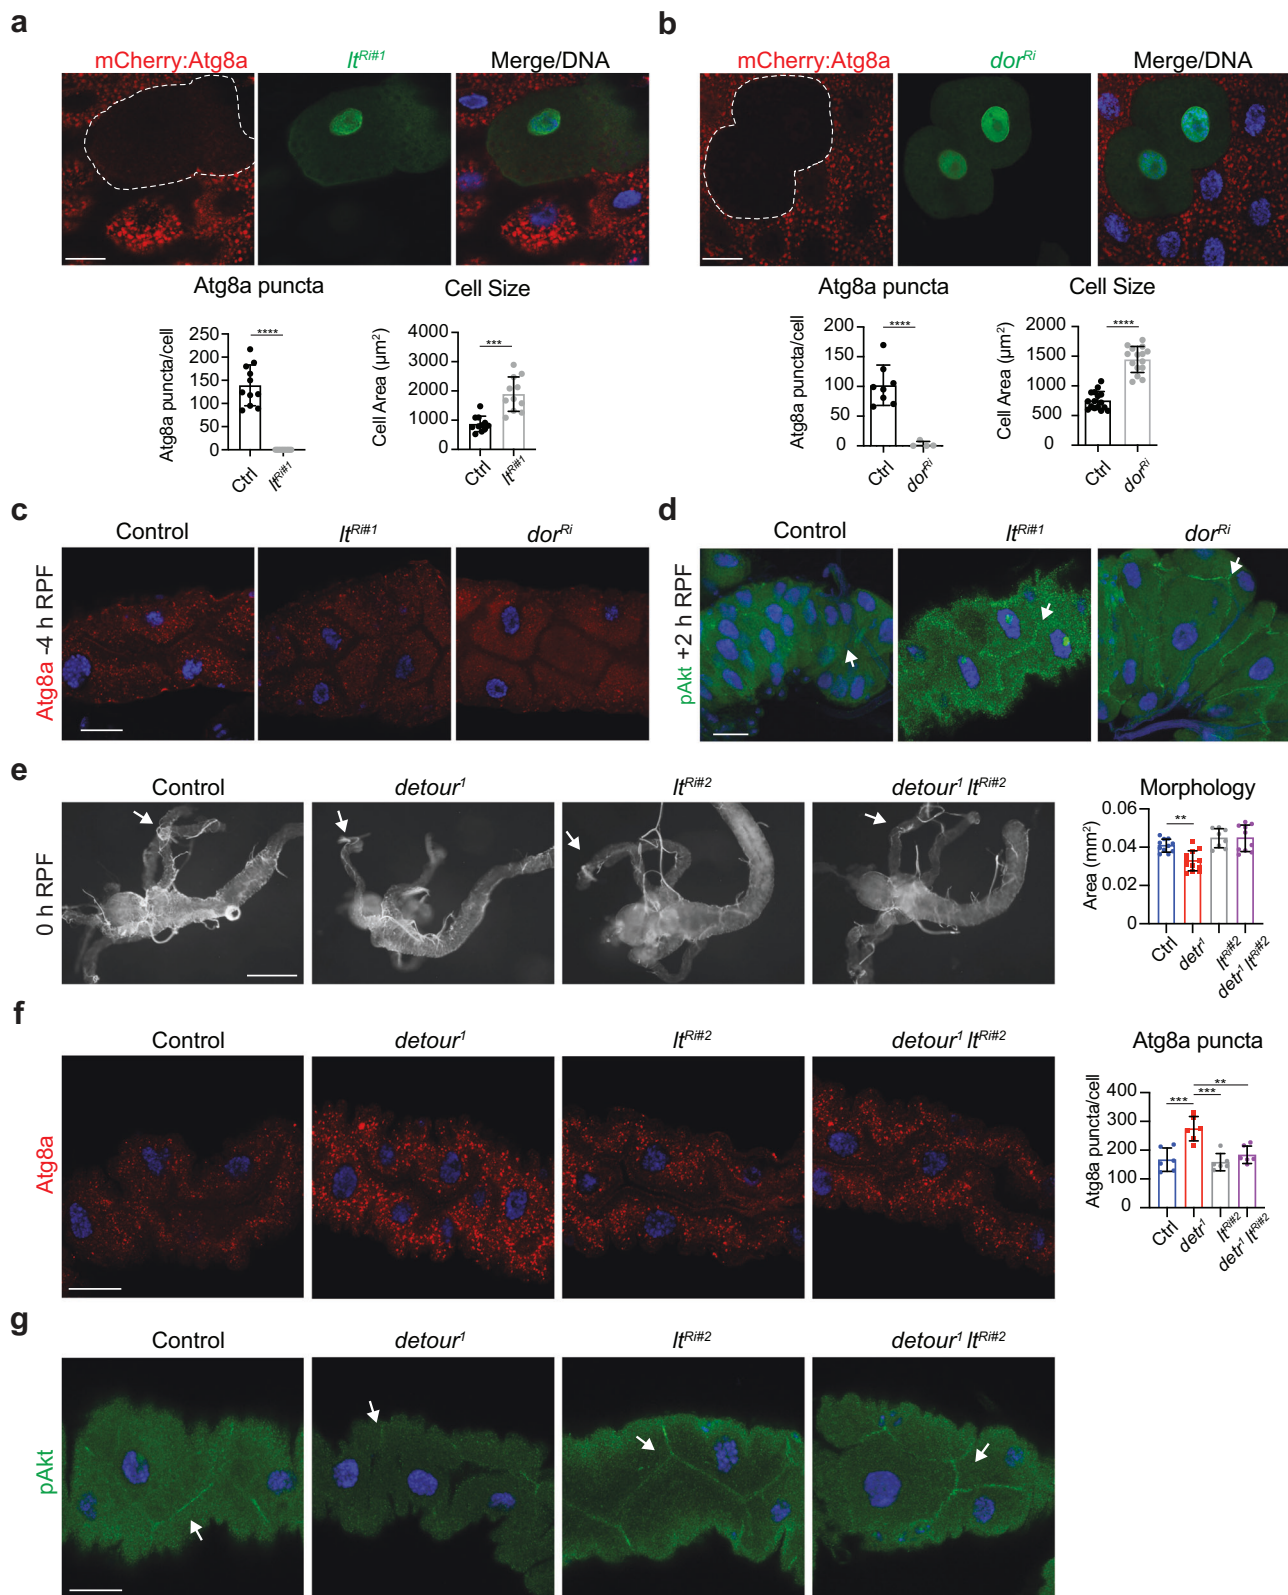 a
mCherry:Atg8a
ltRi#1
Merge/DNA
Atg8a puncta
Cell Size
Atg8a puncta/cell
250
200
150
100
50
0
Ctrl
ltRi#1
****
Cell Area (µm2)
4000
3000
2000
1000
0
Ctrl
ltRi#1
***
b
mCherry:Atg8a
dorRi
Merge/DNA
Atg8a puncta
Cell Size
Atg8a puncta/cell
150
100
50
0
Ctrl
dorRi
****
Cell Area (µm2)
2000
1500
1000
500
0
Ctrl
dorRi
****
c
Control
ltRi#1
dorRi
Atg8a -4 h RPF
d
Control
ltRi#1
dorRi
pAkt +2 h RPF
e
Control
detour1
ltRi#2
detour1 ltRi#2
0 h RPF
Morphology
Area (mm2)
0.06
0.04
0.02
0
**
Ctrl
detr1
ltRi#2
detr1 ltRi#2
f
Control
detour1
ltRi#2
detour1 ltRi#2
Atg8a
Atg8a puncta
Atg8a puncta/cell
400
300
200
100
0
**
***
***
Ctrl
detr1
ltRi#2
detr1 ltRi#2
g
Control
detour1
ltRi#2
detour1 ltRi#2
pAkt